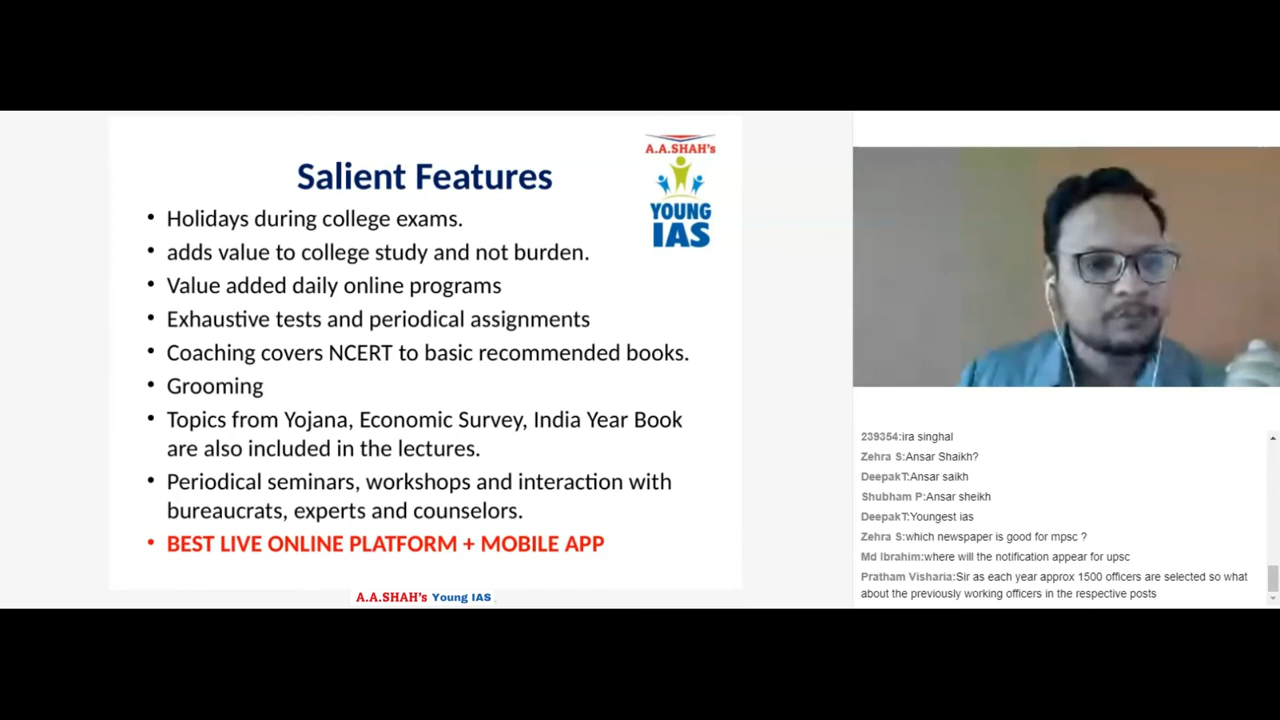 Salient Features
A.A.SHAH's
YOUNG
IAS
• Holidays during college exams.
• adds value to college study and not burden.
• Value added daily online programs
• Exhaustive tests and periodical assignments
• Coaching covers NCERT to basic recommended books.
• Grooming
• Topics from Yojana, Economic Survey, India Year Book
are also included in the lectures.
• Periodical seminars, workshops and interaction with
bureaucrats, experts and counselors.
• BEST LIVE ONLINE PLATFORM + MOBILE APP
A.A.SHAH's Young IAS
239354:ira singhal
Zehra S:Ansar Shaikh?
DeepakT:Ansar saikh
Shubham P:Ansar sheikh
DeepakT:Youngest ias
Zehra S:which newspaper is good for mpsc ?
Md Ibrahim:where will the notification appear for upsc
Pratham Visharia:Sir as each year approx 1500 officers are selected so what
about the previously working officers in the respective posts